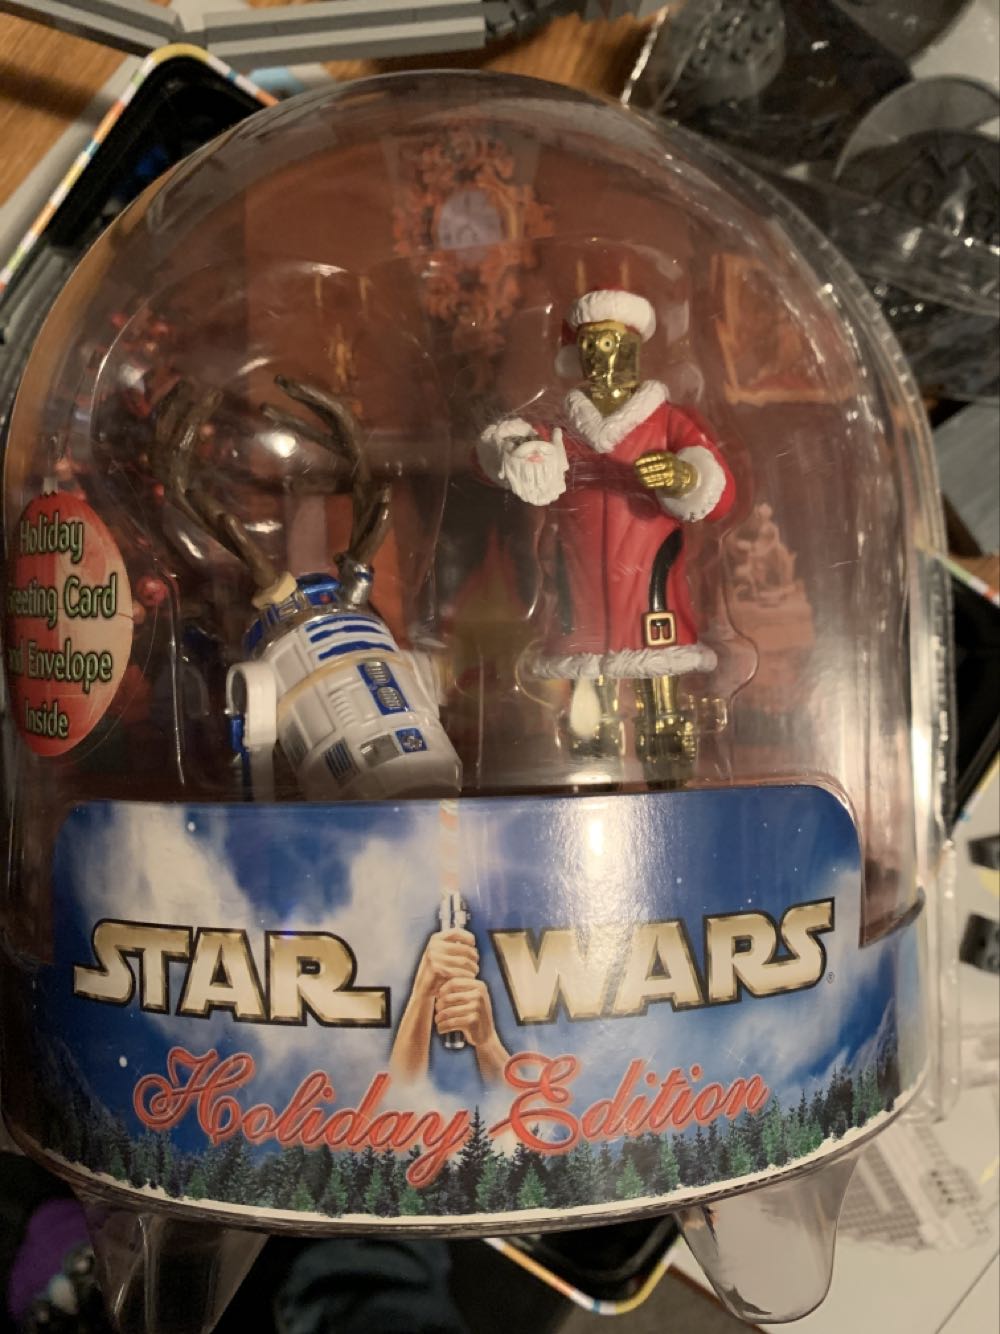 Holiday
Greeting Card
and Envelope
Inside
STAR WARS
Holiday Edition